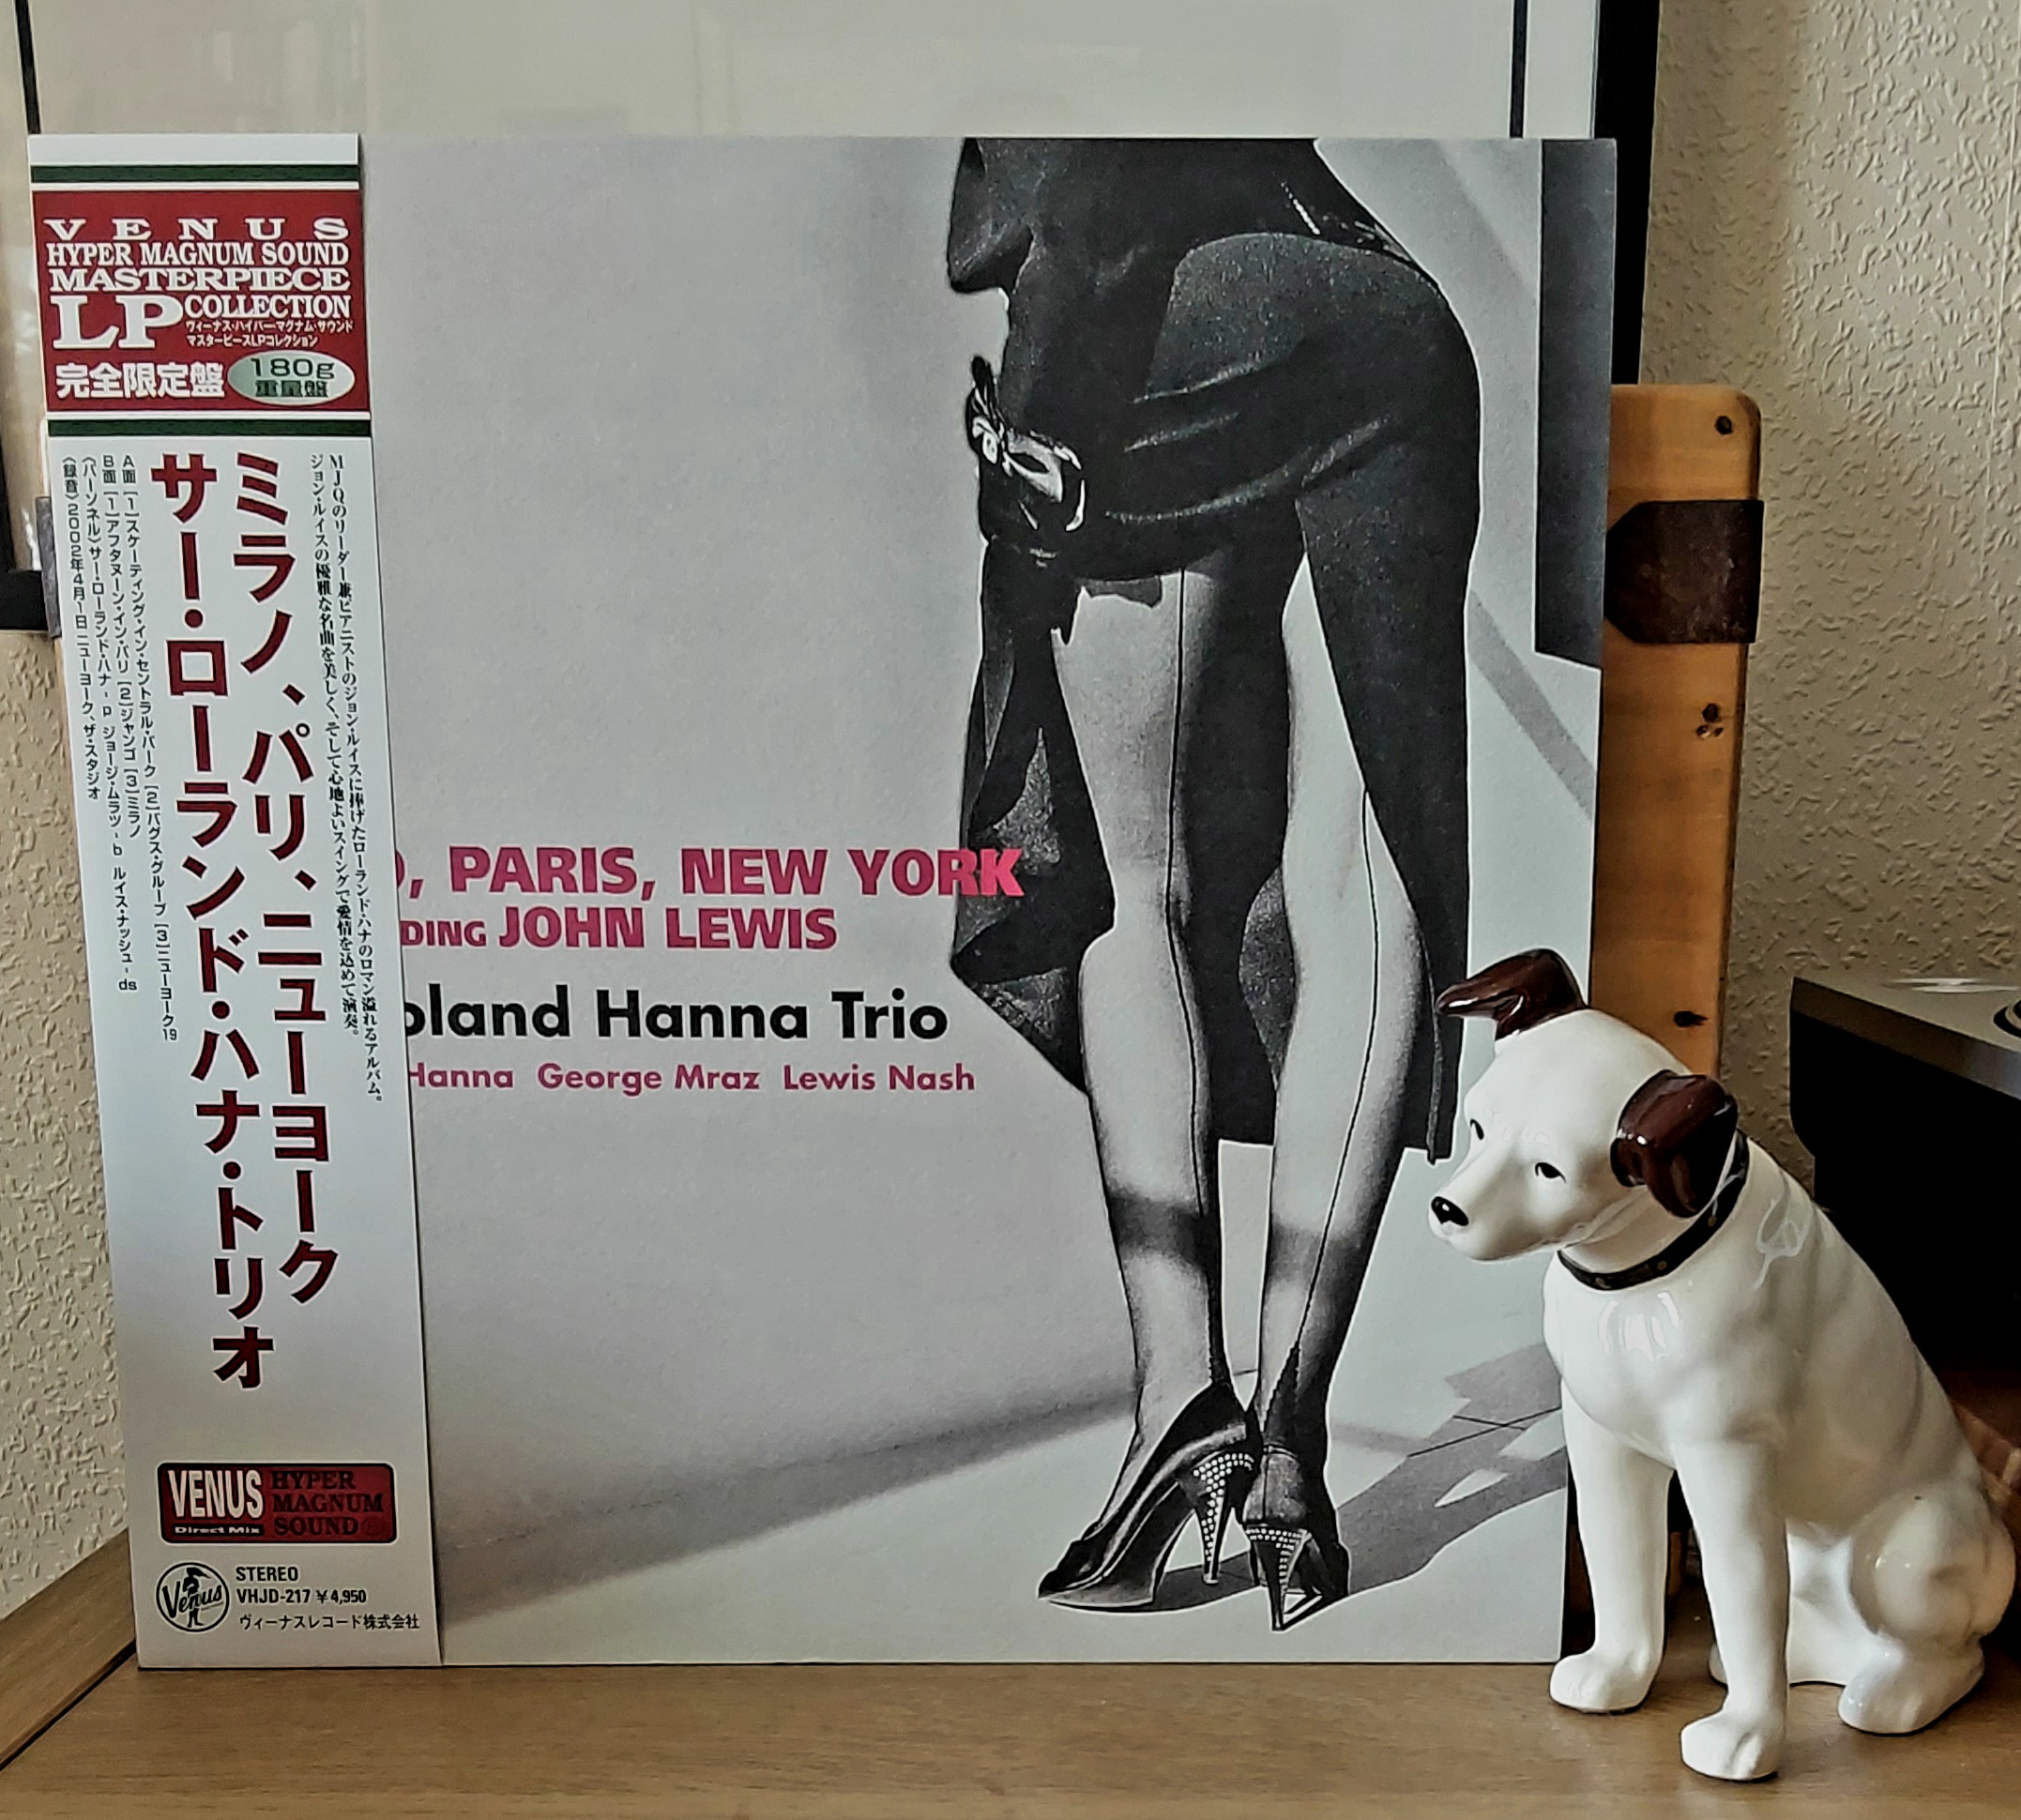 VENUS
HYPER MAGNUM SOUND
MASTERPIECE
LP COLLECTION
ヴィーナス・ハイパー・マグナム・サウンド
マスターピースLPコレクション
完全限定盤
180g
重量盤
MJQのリーダー兼ピアニストのジョン・ルイスに捧げたローランド・ハナのロマン溢れるアルバム。
ジョン・ルイスの優雅な名曲を美しく、そして心地よいスイングで愛情を込めて演奏。
ミラノ、パリ、ニューヨーク
サー・ローランド・ハナ・トリオ
A面 [1]スケーティング・イン・セントラル・パーク [2]バグス・グルーブ [3]ニューヨーク19
B面 [1]アフタヌーン・イン・パリ [2]ジャンゴ [3]ミラノ
〈パーソネル〉サー・ローランド・ハナ - p ジョージ・ムラツ - b ルイス・ナッシュ - ds
〈録音〉2002年4月1日 ニューヨーク、ザ・スタジオ
VENUS
Direct Mix
HYPER
MAGNUM
SOUND
Venus
STEREO
VHJD-217 ¥4,950
ヴィーナスレコード株式会社
O, PARIS, NEW YORK
DING JOHN LEWIS
oland Hanna Trio
Hanna George Mraz Lewis Nash